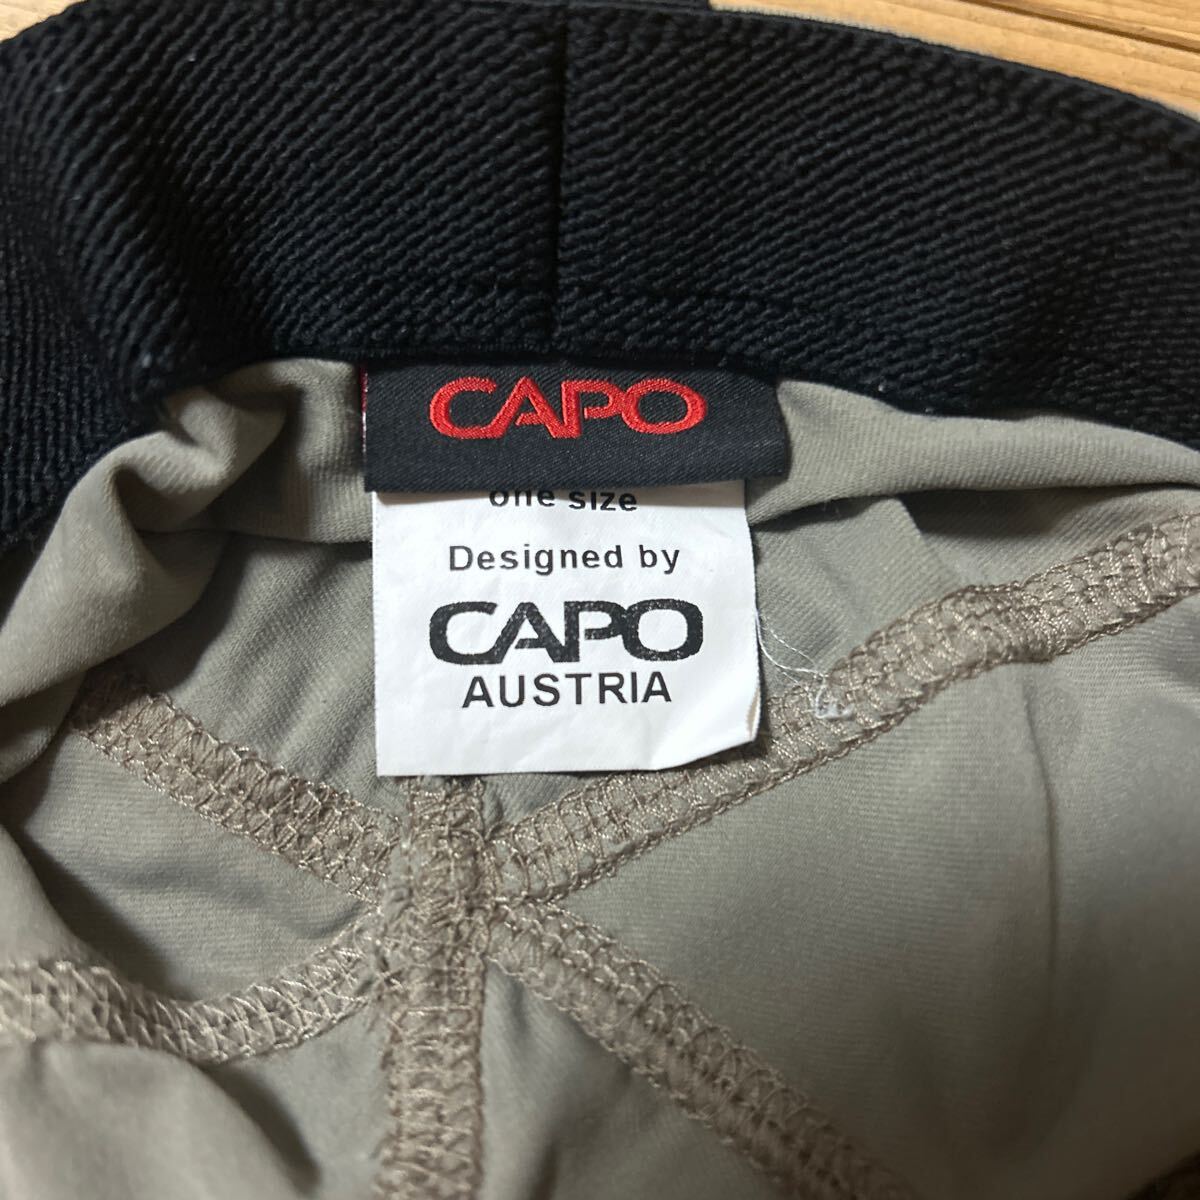 CAPO
one size
Designed by
CAPO
AUSTRIA